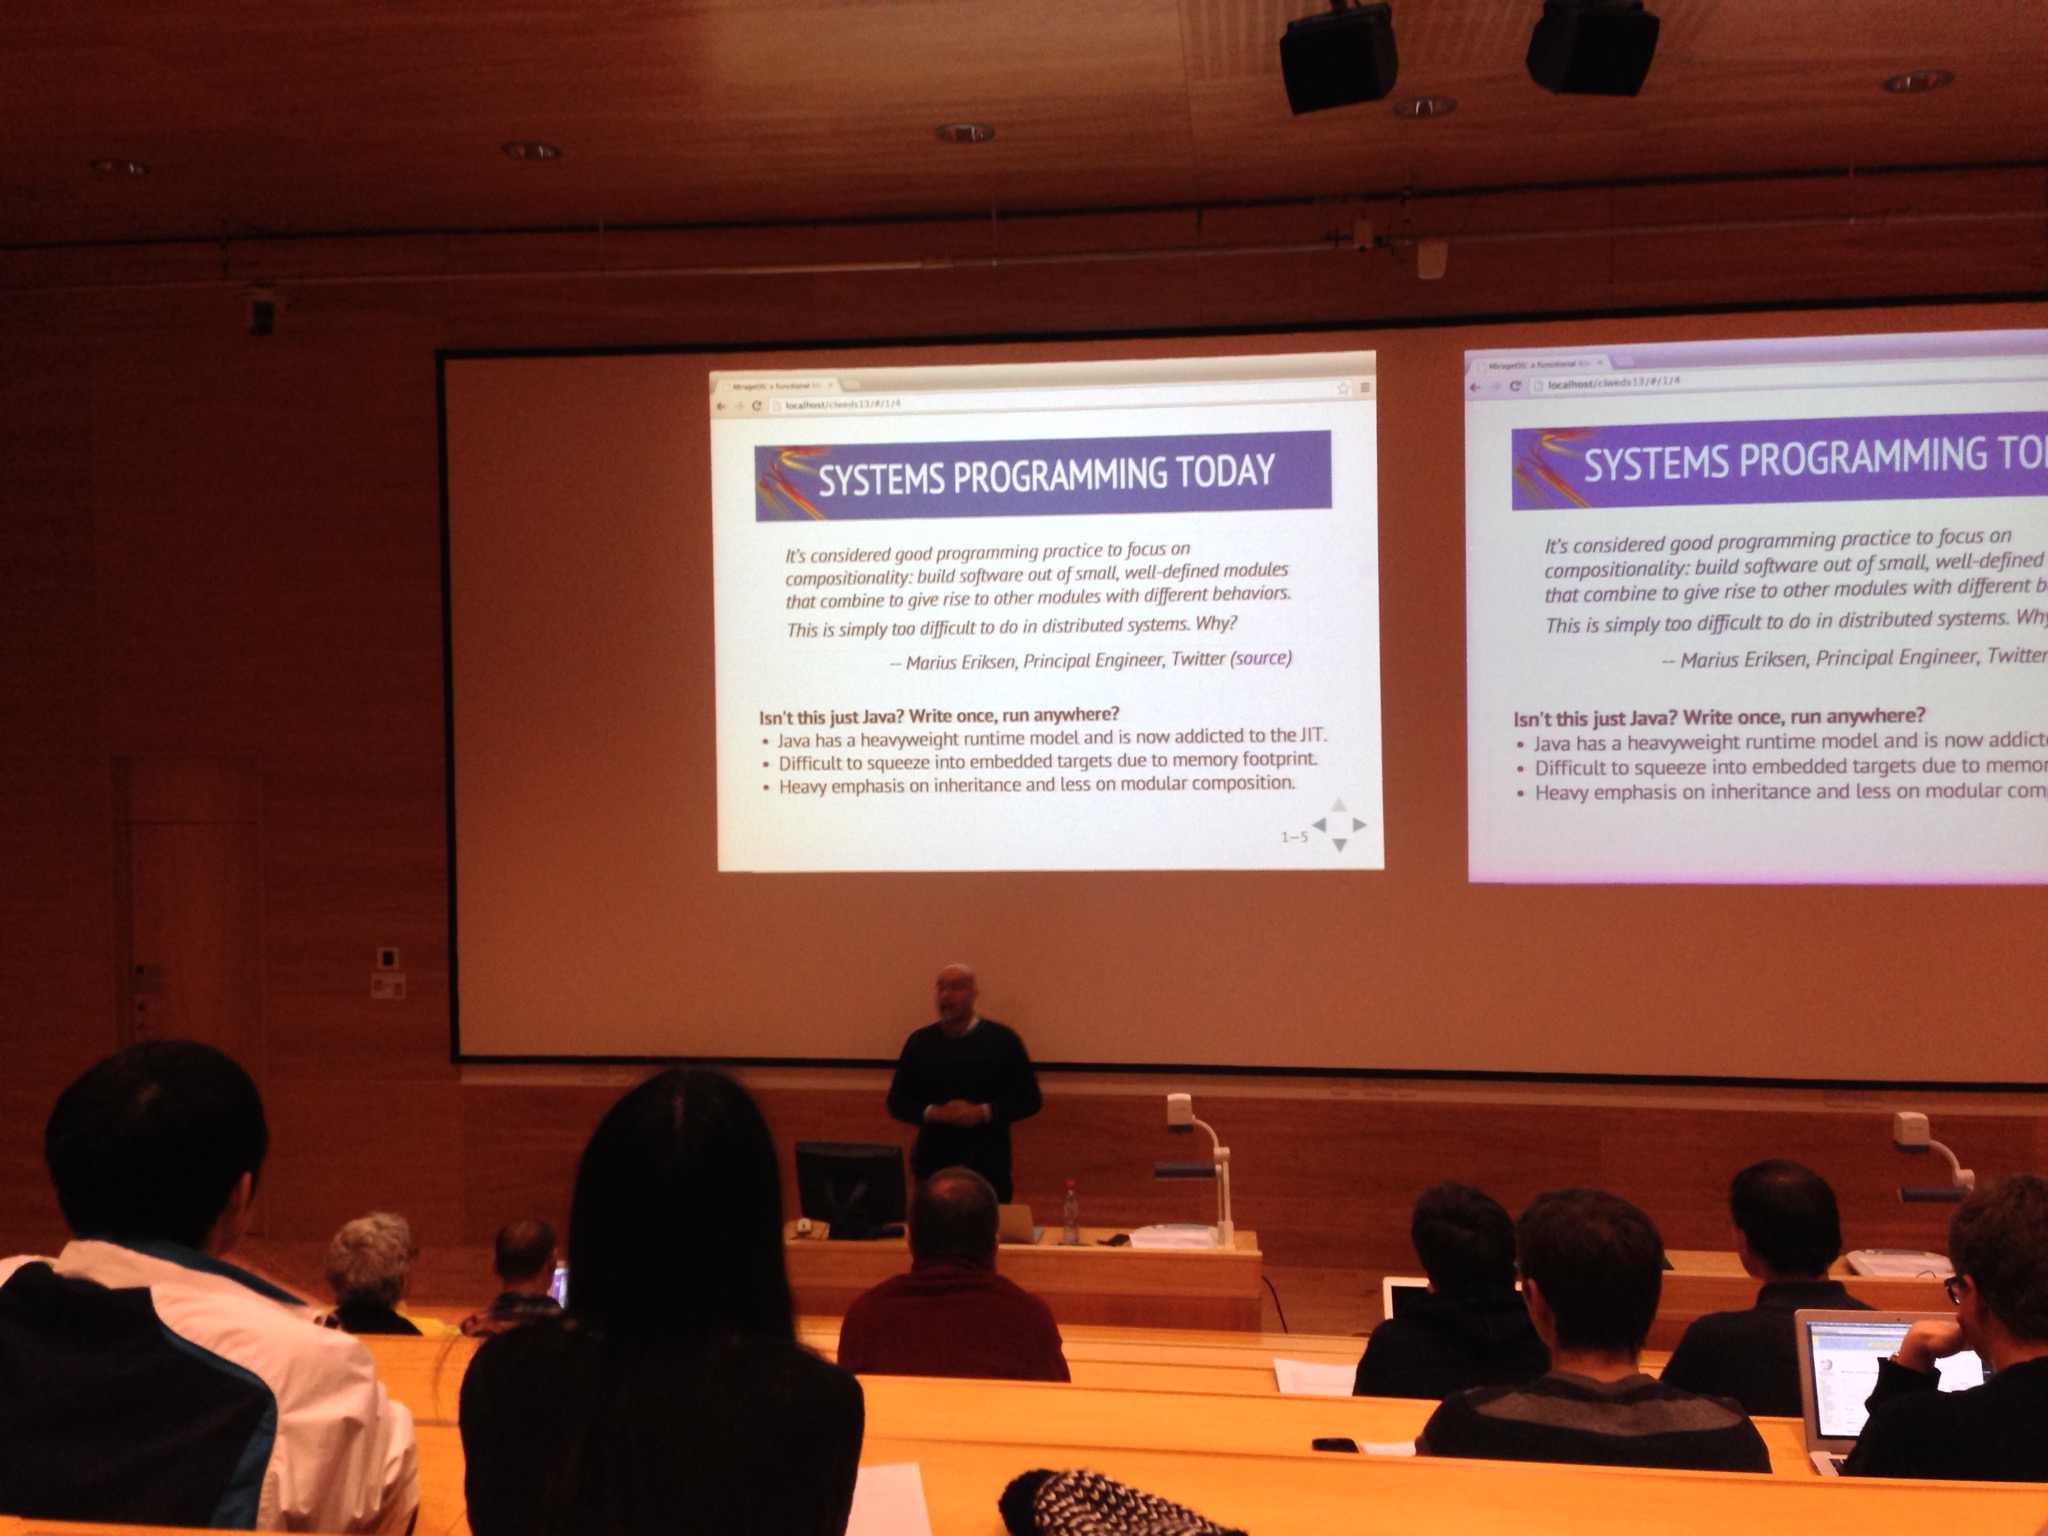 MirageOS: a functional
localhost/clweds13/#/1/4
SYSTEMS PROGRAMMING TODAY
It's considered good programming practice to focus on
compositionality: build software out of small, well-defined modules
that combine to give rise to other modules with different behaviors.
This is simply too difficult to do in distributed systems. Why?
-- Marius Eriksen, Principal Engineer, Twitter (source)
Isn't this just Java? Write once, run anywhere?
• Java has a heavyweight runtime model and is now addicted to the JIT.
• Difficult to squeeze into embedded targets due to memory footprint.
• Heavy emphasis on inheritance and less on modular composition.
1—5
MirageOS: a functional
localhost/clweds13/#/1/4
SYSTEMS PROGRAMMING TO
It's considered good programming practice to focus on
compositionality: build software out of small, well-defined
that combine to give rise to other modules with different b
This is simply too difficult to do in distributed systems. Why
-- Marius Eriksen, Principal Engineer, Twitter
Isn't this just Java? Write once, run anywhere?
• Java has a heavyweight runtime model and is now addict
• Difficult to squeeze into embedded targets due to memor
• Heavy emphasis on inheritance and less on modular com